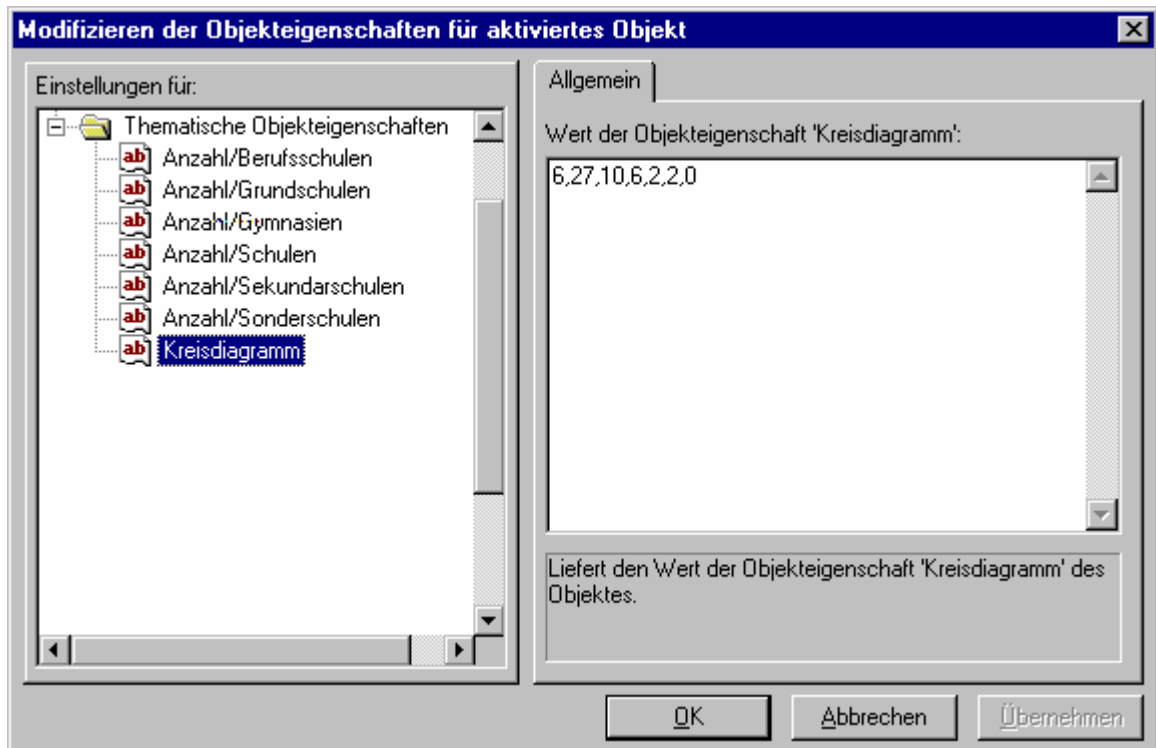 Modifizieren der Objekteigenschaften für aktiviertes Objekt
Einstellungen für:
Thematische Objekteigenschaften
ab Anzahl/Berufsschulen
ab Anzahl/Grundschulen
ab Anzahl/Gymnasien
ab Anzahl/Schulen
ab Anzahl/Sekundarschulen
ab Anzahl/Sonderschulen
ab Kreisdiagramm
Allgemein
Wert der Objekteigenschaft 'Kreisdiagramm':
6,27,10,6,2,2,0
Liefert den Wert der Objekteigenschaft 'Kreisdiagramm' des
Objektes.
OK Abbrechen Übernehmen